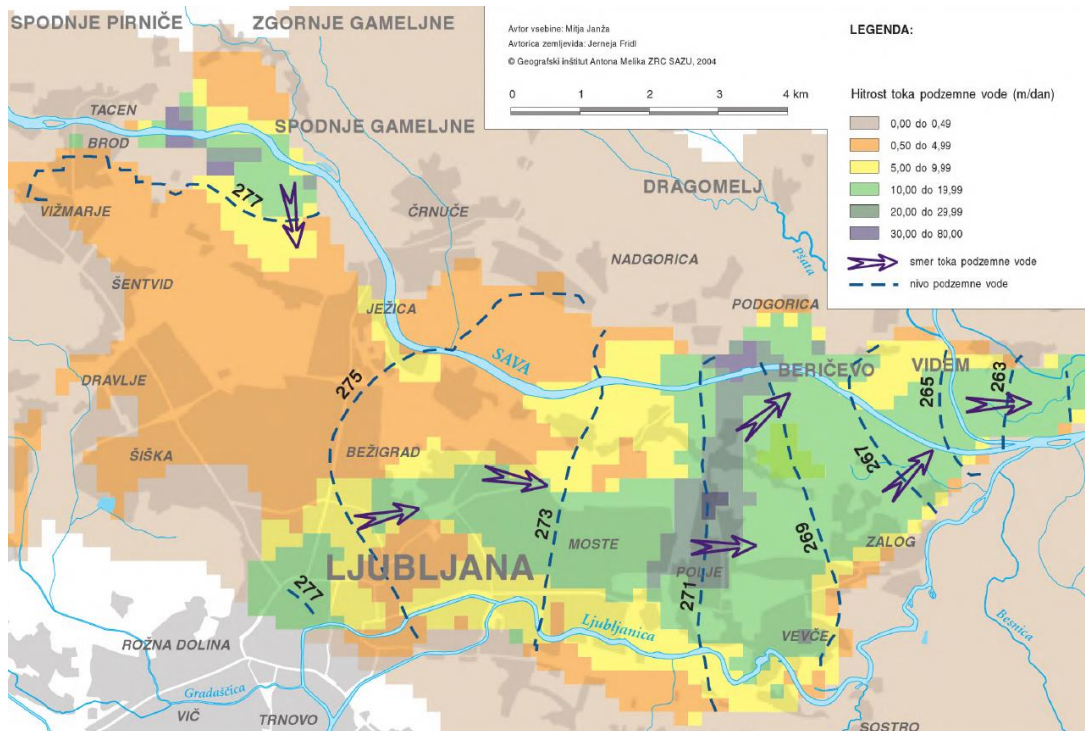 SPODNJE PIRNIČE
ZGORNJE GAMELJNE
Avtor vsebine: Mitja Janža
Avtorica zemljevida: Jerneja Fridl
© Geografski inštitut Antona Melika ZRC SAZU, 2004
0 1 2 3 4 km
LEGENDA:
Hitrost toka podzemne vode (m/dan)
0,00 do 0,49
0,50 do 4,99
5,00 do 9,99
10,00 do 19,99
20,00 do 29,99
30,00 do 80,00
smer toka podzemne vode
nivo podzemne vode
TACEN
BROD
SPODNJE GAMELJNE
VIŽMARJE
277
DRAGOMELJ
ČRNUČE
Pšata
NADGORICA
ŠENTVID
JEŽICA
PODGORICA
SAVA
275
BERIČEVO
VIDEM
265
263
DRAVLJE
ŠIŠKA
BEŽIGRAD
267
273
269
MOSTE
ZALOG
LJUBLJANA
POLJE
277
271
Ljubljanica
VEVČE
Besnica
ROŽNA DOLINA
Gradaščica
VIČ
TRNOVO
SOSTRO